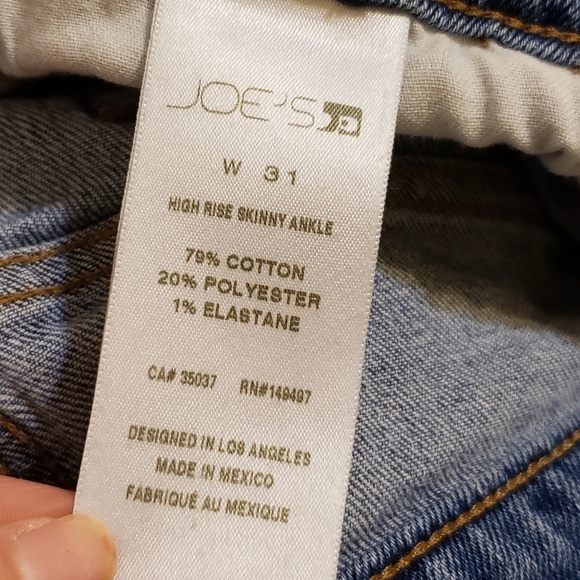 JOE'S
W 31
HIGH RISE SKINNY ANKLE
79% COTTON
20% POLYESTER
1% ELASTANE
CA# 35037 RN#149497
DESIGNED IN LOS ANGELES
MADE IN MEXICO
FABRIQUÉ AU MEXIQUE